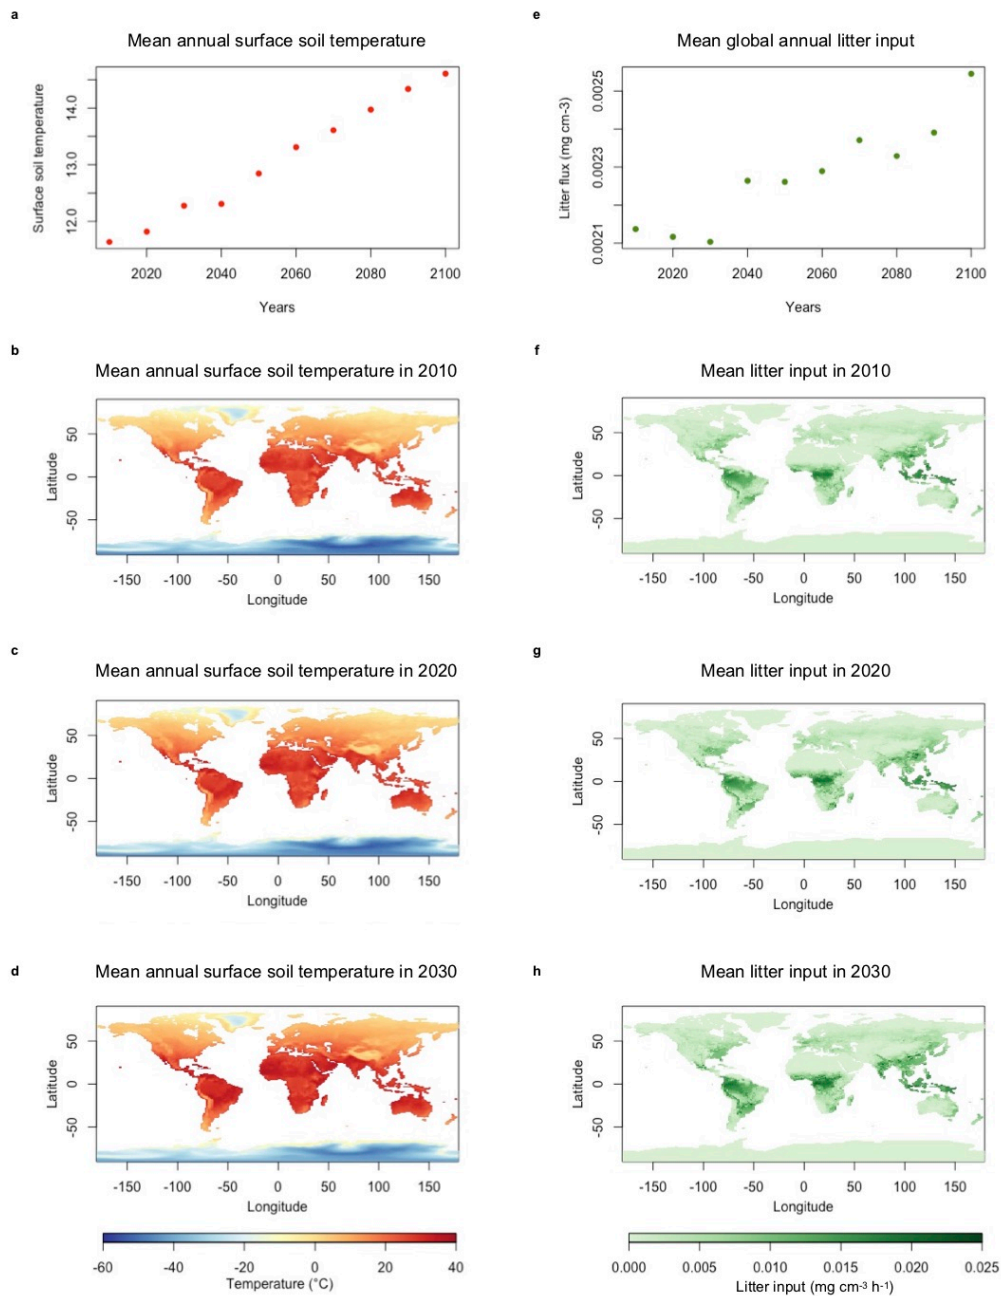 a
Mean annual surface soil temperature
Surface soil temperature
12.0 13.0 14.0
2020 2040 2060 2080 2100
Years
e
Mean global annual litter input
Litter flux (mg cm-3)
0.0021 0.0023 0.0025
2020 2040 2060 2080 2100
Years
b
Mean annual surface soil temperature in 2010
Latitude
-50 0 50
-150 -100 -50 0 50 100 150
Longitude
f
Mean litter input in 2010
Latitude
-50 0 50
-150 -100 -50 0 50 100 150
Longitude
c
Mean annual surface soil temperature in 2020
Latitude
-50 0 50
-150 -100 -50 0 50 100 150
Longitude
g
Mean litter input in 2020
Latitude
-50 0 50
-150 -100 -50 0 50 100 150
Longitude
d
Mean annual surface soil temperature in 2030
Latitude
-50 0 50
-150 -100 -50 0 50 100 150
Longitude
-60 -40 -20 0 20 40
Temperature (°C)
h
Mean litter input in 2030
Latitude
-50 0 50
-150 -100 -50 0 50 100 150
Longitude
0.000 0.005 0.010 0.015 0.020 0.025
Litter input (mg cm-3 h-1)